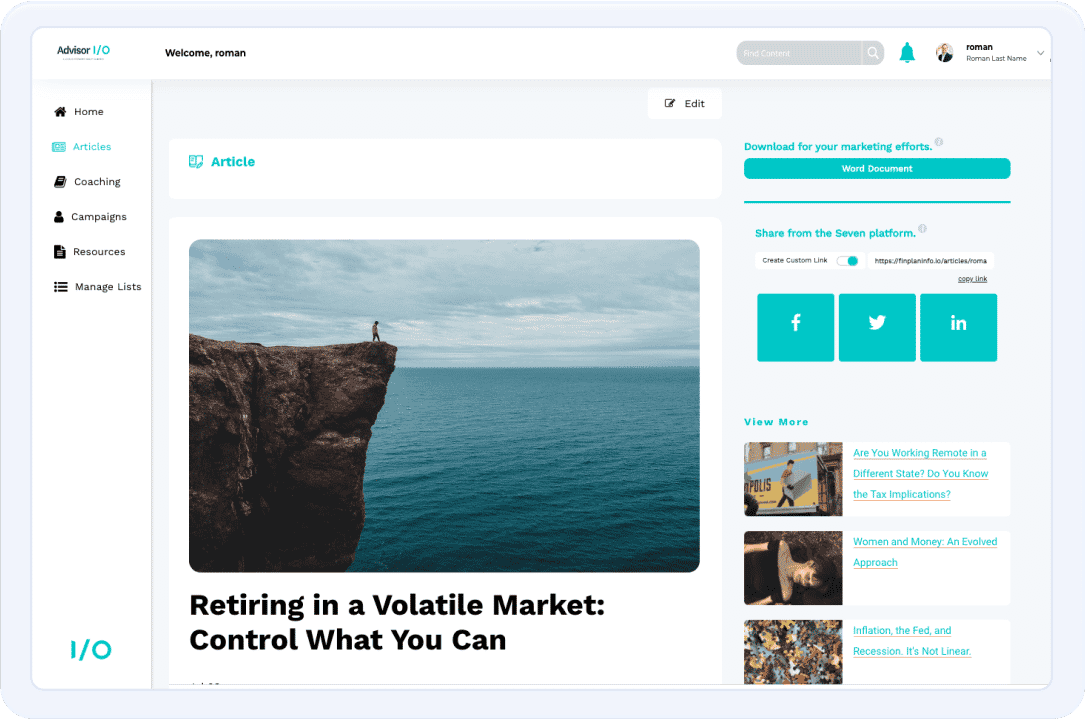 Advisor I/O
Welcome, roman
Find Content
roman
Roman Last Name
Home
Articles
Coaching
Campaigns
Resources
Manage Lists
I/O
Edit
Article
Retiring in a Volatile Market:
Control What You Can
Download for your marketing efforts.
Word Document
Share from the Seven platform.
Create Custom Link
https://finplaninfo.io/articles/roma
copy link
View More
Are You Working Remote in a
Different State? Do You Know
the Tax Implications?
Women and Money: An Evolved
Approach
Inflation, the Fed, and
Recession. It's Not Linear.